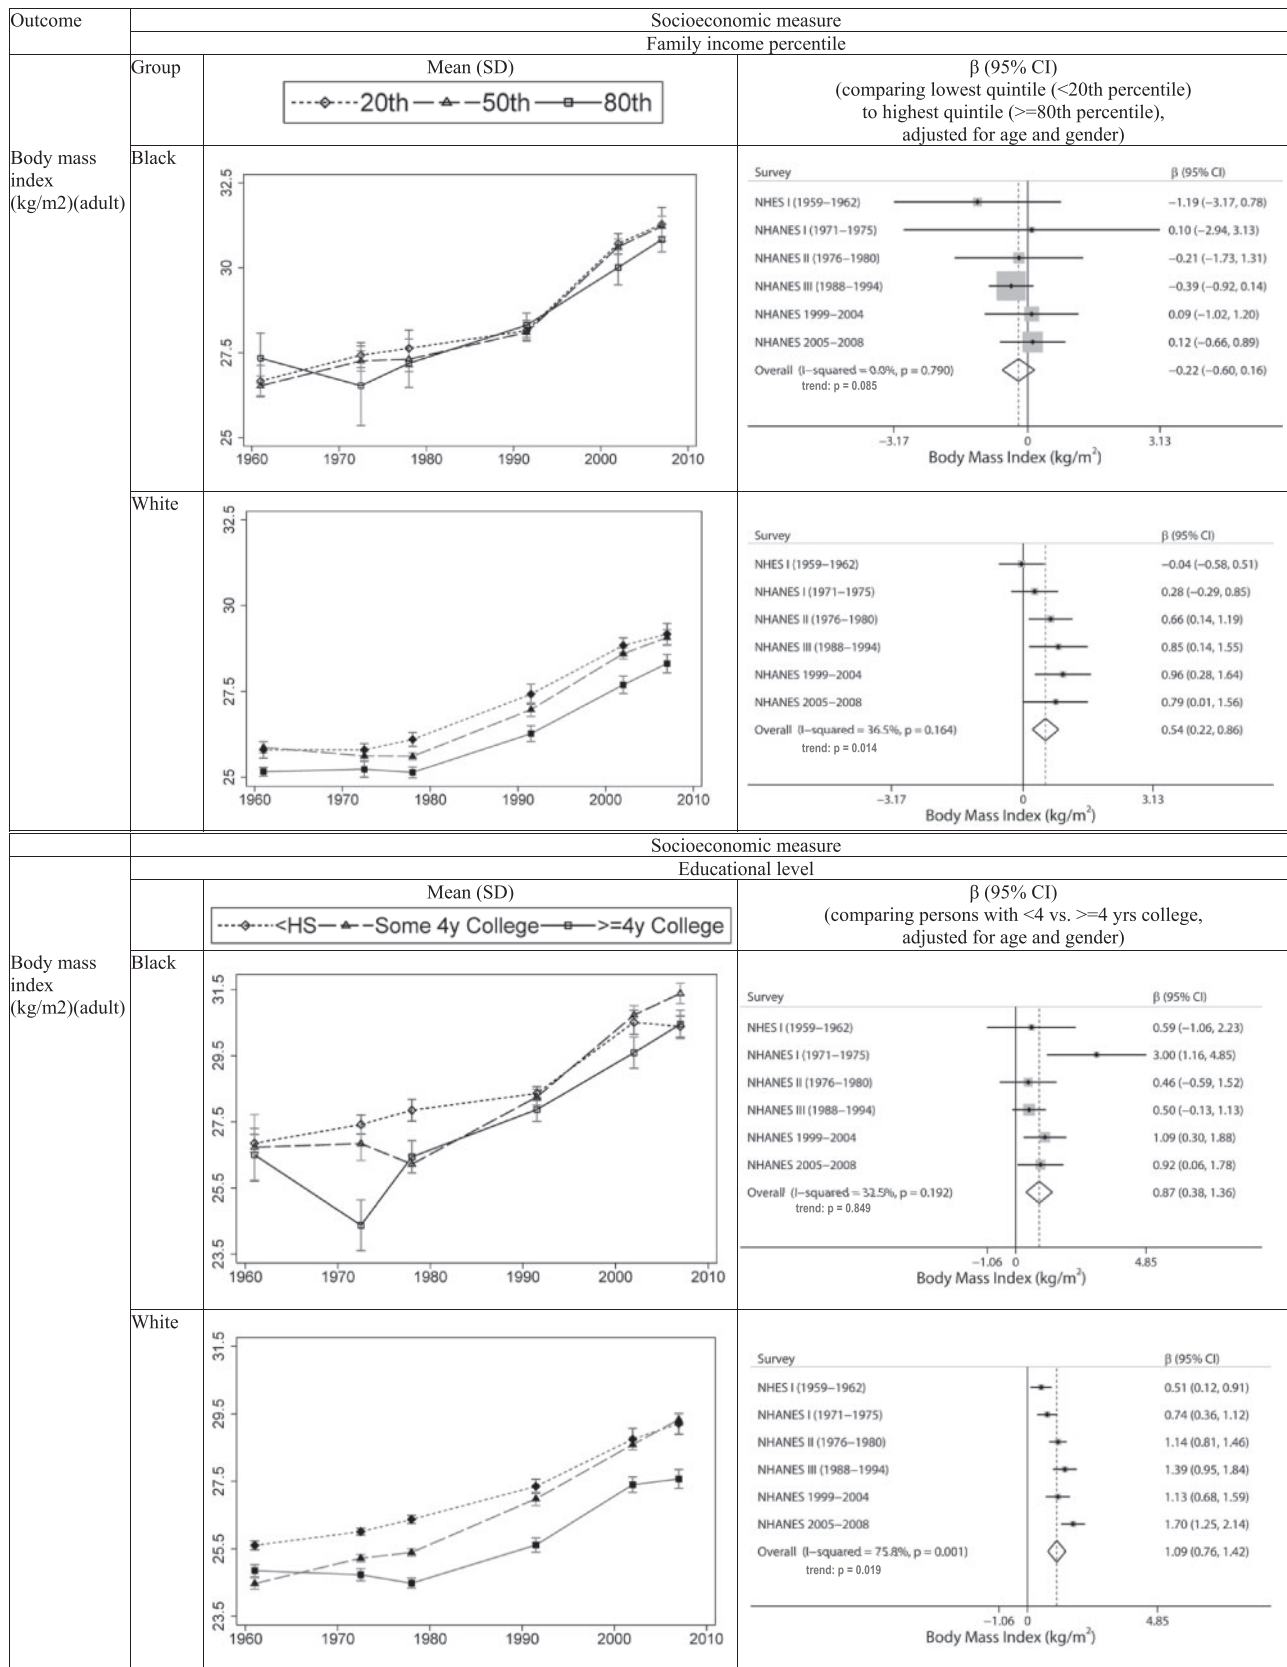 Outcome
Socioeconomic measure
Family income percentile
Group
Mean (SD)
20th 50th 80th
β (95% CI)
(comparing lowest quintile (<20th percentile)
to highest quintile (>=80th percentile),
adjusted for age and gender)
Body mass
index
(kg/m2)(adult)
Black
32.5
30
27.5
25
1960 1970 1980 1990 2000 2010
Survey β (95% CI)
NHES I (1959−1962) −1.19 (−3.17, 0.78)
NHANES I (1971−1975) 0.10 (−2.94, 3.13)
NHANES II (1976−1980) −0.21 (−1.73, 1.31)
NHANES III (1988−1994) −0.39 (−0.92, 0.14)
NHANES 1999−2004 0.09 (−1.02, 1.20)
NHANES 2005−2008 0.12 (−0.66, 0.89)
Overall (I−squared = 0.0%, p = 0.790) −0.22 (−0.60, 0.16)
trend: p = 0.085
−3.17 0 3.13
Body Mass Index (kg/m²)
White
32.5
30
27.5
25
1960 1970 1980 1990 2000 2010
Survey β (95% CI)
NHES I (1959−1962) −0.04 (−0.58, 0.51)
NHANES I (1971−1975) 0.28 (−0.29, 0.85)
NHANES II (1976−1980) 0.66 (0.14, 1.19)
NHANES III (1988−1994) 0.85 (0.14, 1.55)
NHANES 1999−2004 0.96 (0.28, 1.64)
NHANES 2005−2008 0.79 (0.01, 1.56)
Overall (I−squared = 36.5%, p = 0.164) 0.54 (0.22, 0.86)
trend: p = 0.014
−3.17 0 3.13
Body Mass Index (kg/m²)
Socioeconomic measure
Educational level
Mean (SD)
<HS Some 4y College >=4y College
β (95% CI)
(comparing persons with <4 vs. >=4 yrs college,
adjusted for age and gender)
Body mass
index
(kg/m2)(adult)
Black
31.5
29.5
27.5
25.5
23.5
1960 1970 1980 1990 2000 2010
Survey β (95% CI)
NHES I (1959−1962) 0.59 (−1.06, 2.23)
NHANES I (1971−1975) 3.00 (1.16, 4.85)
NHANES II (1976−1980) 0.46 (−0.59, 1.52)
NHANES III (1988−1994) 0.50 (−0.13, 1.13)
NHANES 1999−2004 1.09 (0.30, 1.88)
NHANES 2005−2008 0.92 (0.06, 1.78)
Overall (I−squared = 32.5%, p = 0.192) 0.87 (0.38, 1.36)
trend: p = 0.849
−1.06 0 4.85
Body Mass Index (kg/m²)
White
31.5
29.5
27.5
25.5
23.5
1960 1970 1980 1990 2000 2010
Survey β (95% CI)
NHES I (1959−1962) 0.51 (0.12, 0.91)
NHANES I (1971−1975) 0.74 (0.36, 1.12)
NHANES II (1976−1980) 1.14 (0.81, 1.46)
NHANES III (1988−1994) 1.39 (0.95, 1.84)
NHANES 1999−2004 1.13 (0.68, 1.59)
NHANES 2005−2008 1.70 (1.25, 2.14)
Overall (I−squared = 75.8%, p = 0.001) 1.09 (0.76, 1.42)
trend: p = 0.019
−1.06 0 4.85
Body Mass Index (kg/m²)